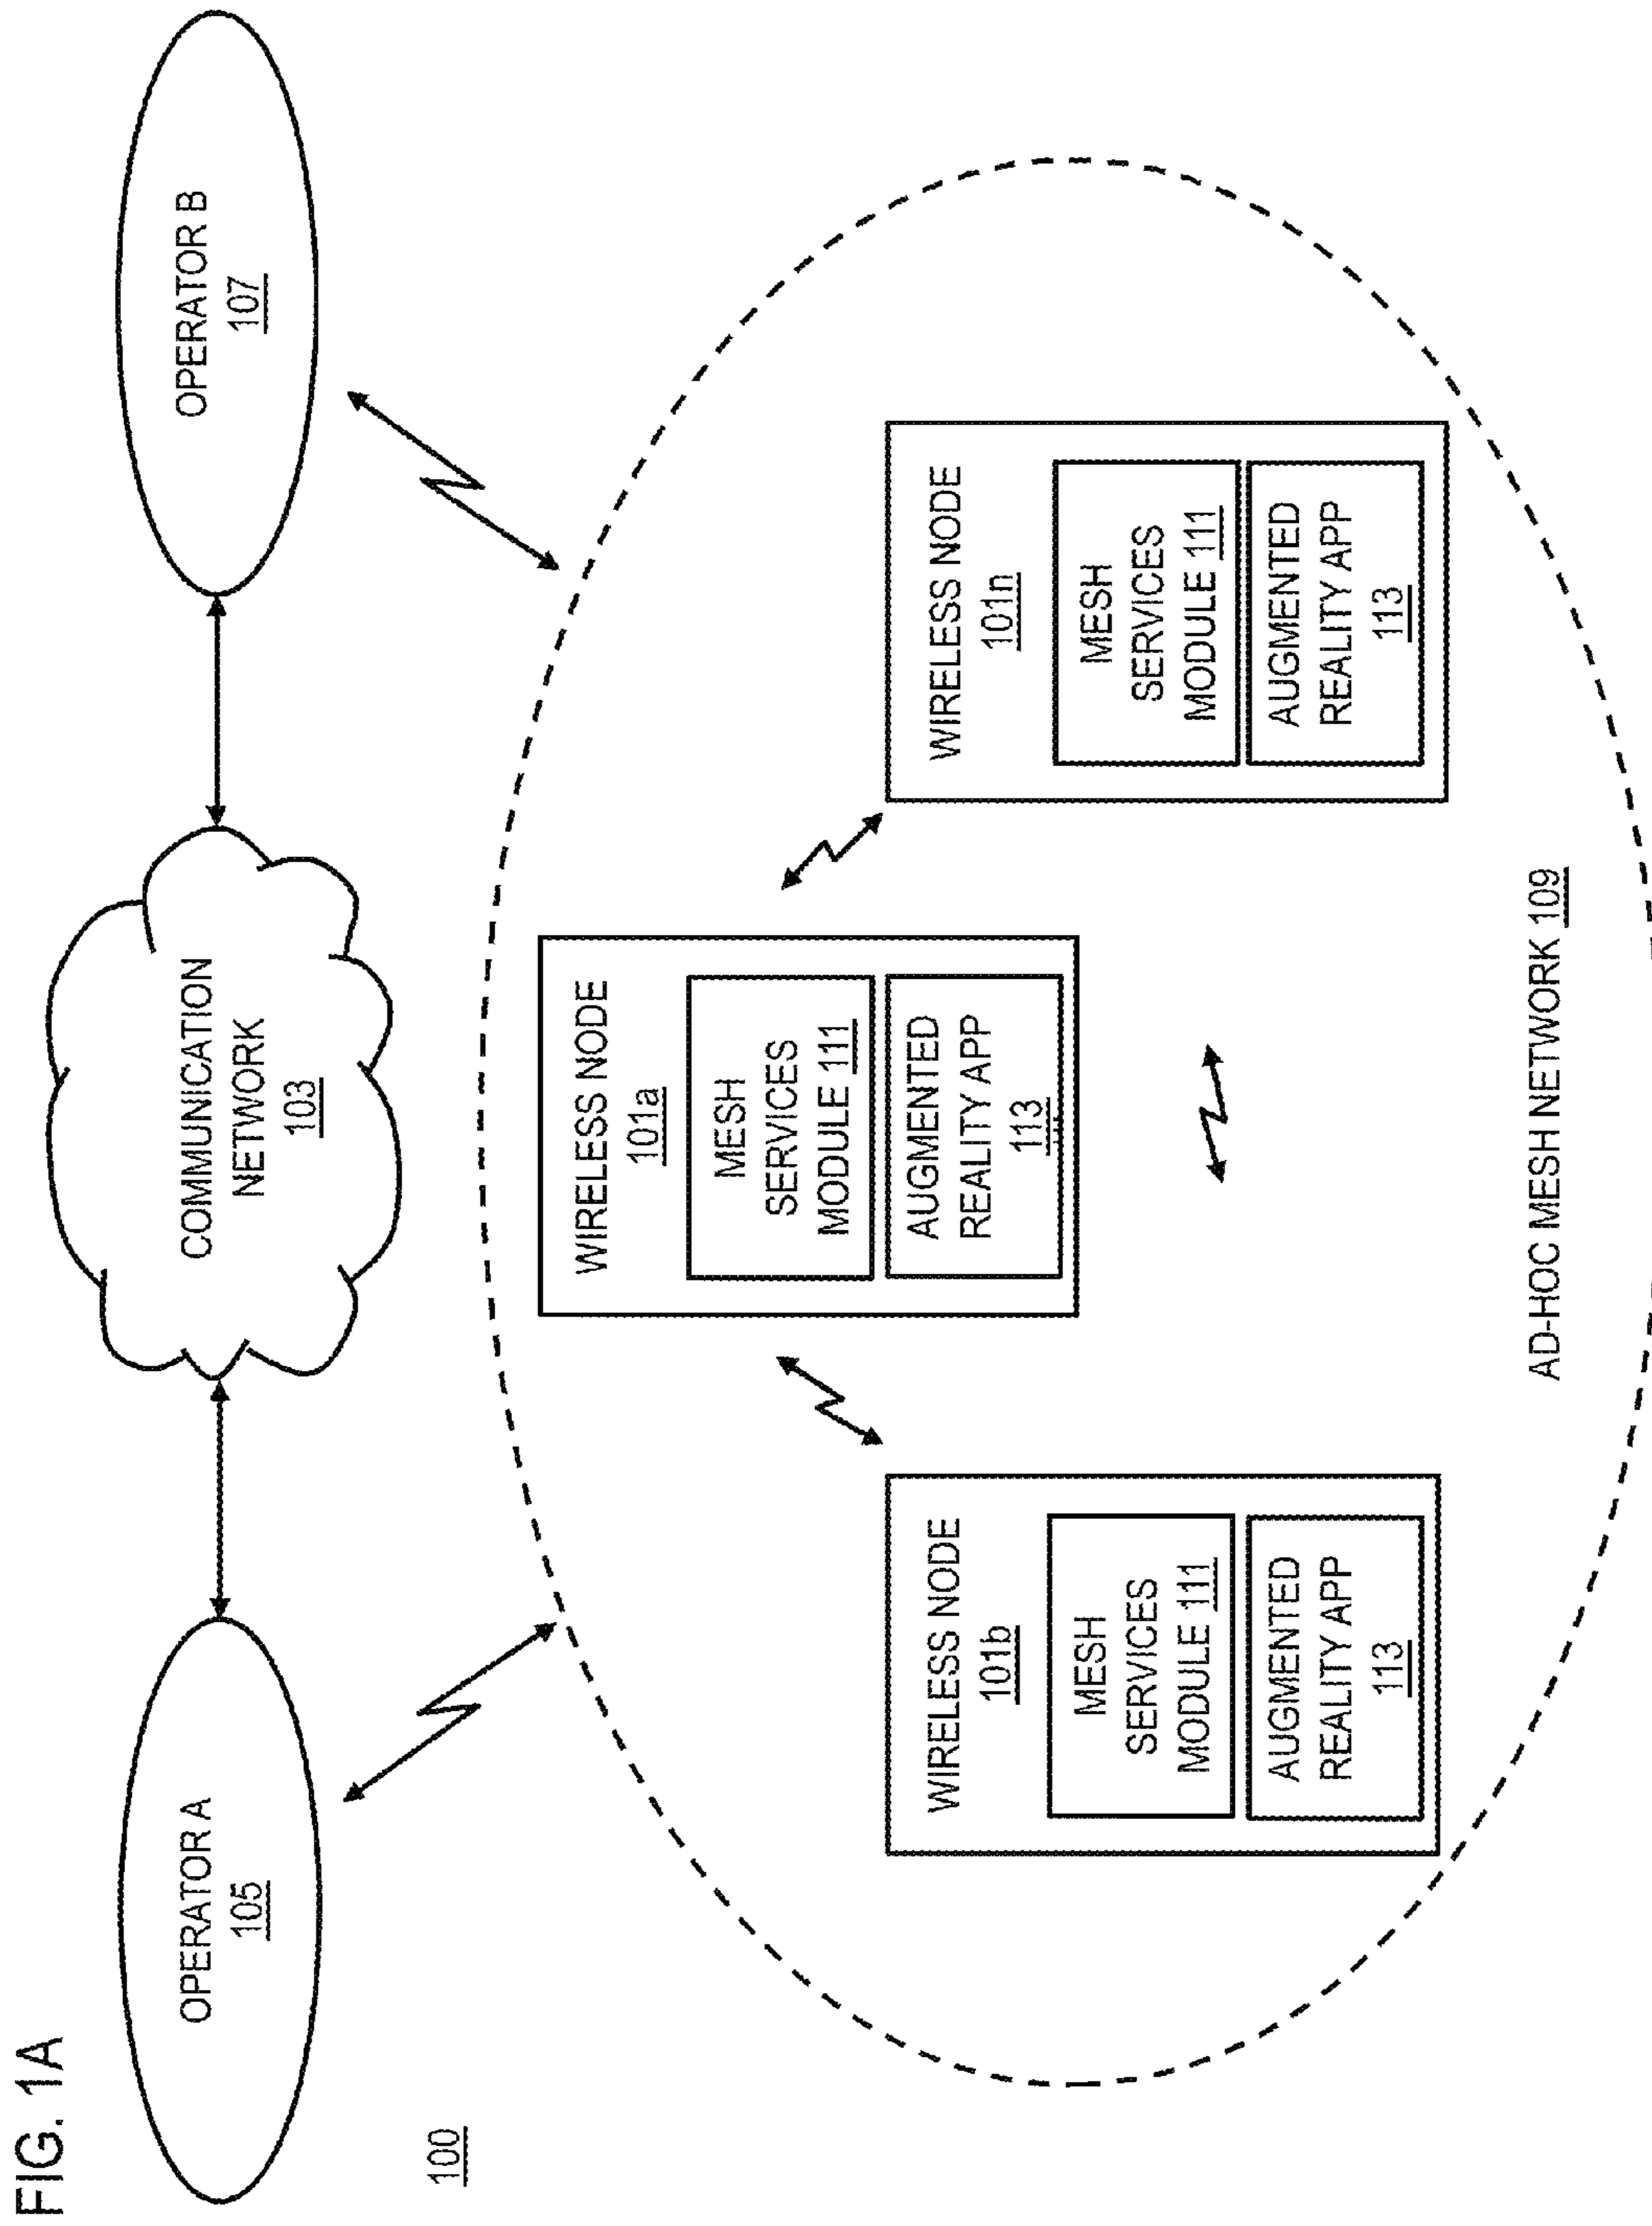 FIG. 1A
OPERATOR A
105
COMMUNICATION
NETWORK
103
OPERATOR B
107
100
WIRELESS NODE
101a
MESH
SERVICES
MODULE 111
AUGMENTED
REALITY APP
113
WIRELESS NODE
101b
MESH
SERVICES
MODULE 111
AUGMENTED
REALITY APP
113
WIRELESS NODE
101n
MESH
SERVICES
MODULE 111
AUGMENTED
REALITY APP
113
AD-HOC MESH NETWORK 109